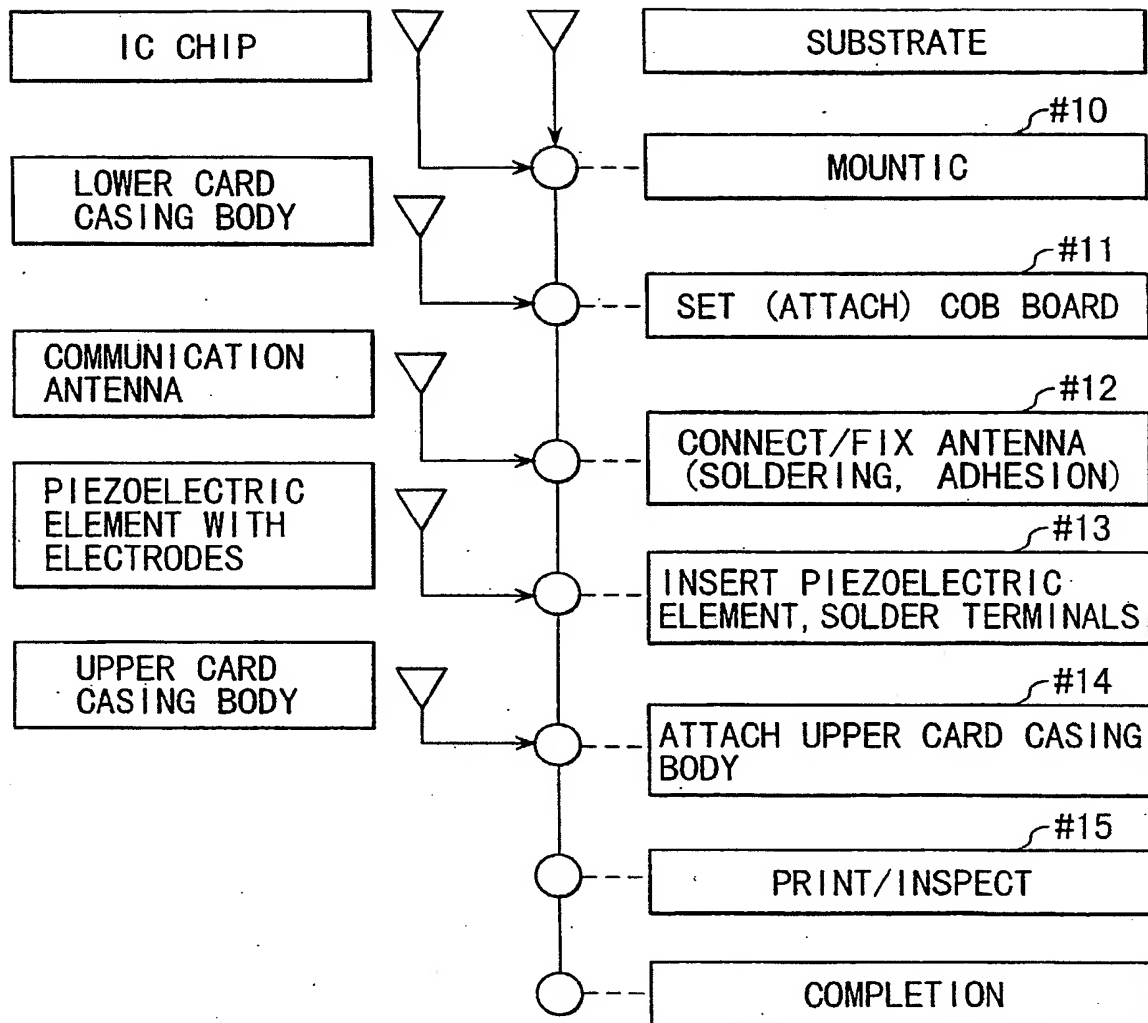 IC CHIP
SUBSTRATE
#10
MOUNTIC
LOWER CARD
CASING BODY
#11
SET (ATTACH) COB BOARD
COMMUNICATION
ANTENNA
#12
CONNECT/FIX ANTENNA
(SOLDERING, ADHESION)
PIEZOELECTRIC
ELEMENT WITH
ELECTRODES
#13
INSERT PIEZOELECTRIC
ELEMENT, SOLDER TERMINALS
UPPER CARD
CASING BODY
#14
ATTACH UPPER CARD CASING
BODY
#15
PRINT/INSPECT
COMPLETION